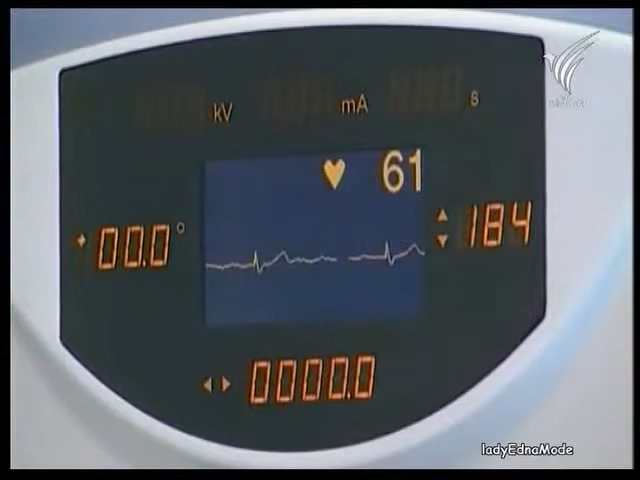 kV mA s
♥ 61
+ 00.0°
▲▼ 184
◄► 0000.0
ladyEdnaMode